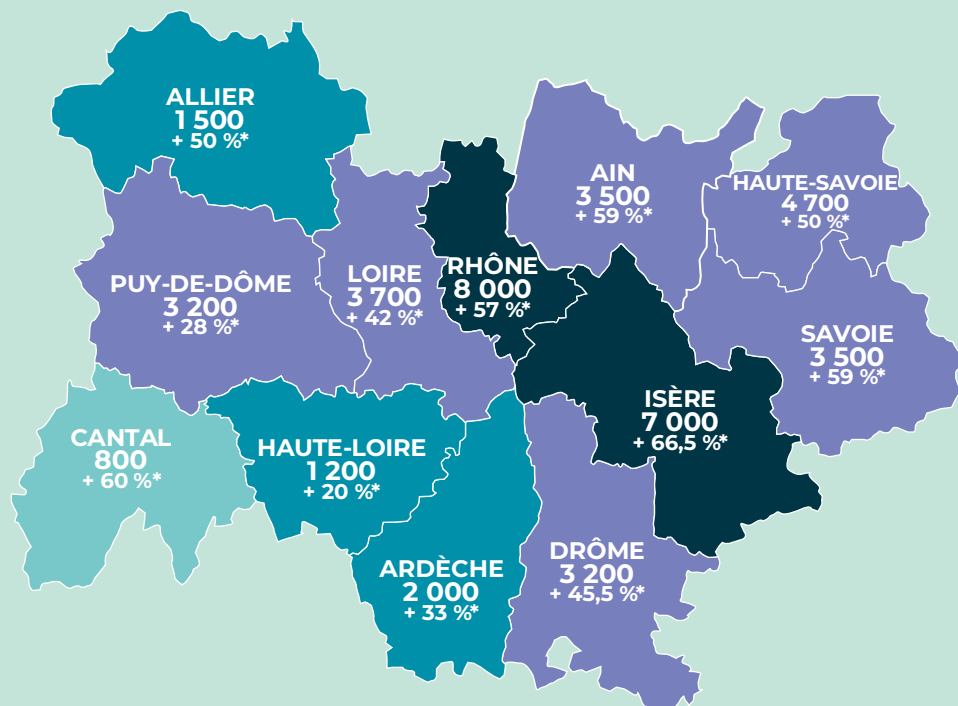 ALLIER
1 500
+ 50 %*
AIN
3 500
+ 59 %*
HAUTE-SAVOIE
4 700
+ 50 %*
PUY-DE-DÔME
3 200
+ 28 %*
LOIRE
3 700
+ 42 %*
RHÔNE
8 000
+ 57 %*
SAVOIE
3 500
+ 59 %*
ISÈRE
7 000
+ 66,5 %*
CANTAL
800
+ 60 %*
HAUTE-LOIRE
1 200
+ 20 %*
ARDÈCHE
2 000
+ 33 %*
DRÔME
3 200
+ 45,5 %*